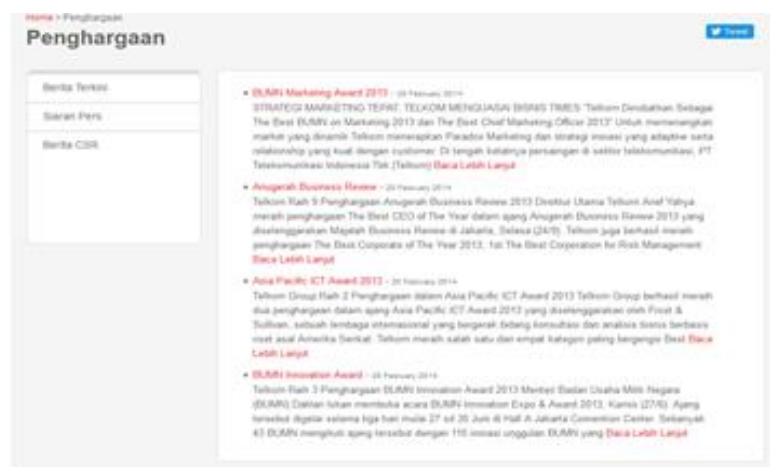 Home > Penghargaan
Penghargaan
Tweet
Berita Terkini
Siaran Pers
Berita CSR
• BUMN Marketing Award 2013 - 28 February 2014
STRATEGI MARKETING TEPAT, TELKOM MENGUASAI BISNIS TIMES "Telkom Dinobatkan Sebagai
The Best BUMN on Marketing 2013 dan The Best Chief Marketing Officer 2013" Untuk memenangkan
market yang dinamik Telkom menerapkan Paradox Marketing dan strategi inovasi yang adaptive serta
relationship yang kuat dengan customer. Di tengah ketatnya persaingan di sektor telekomunikasi, PT
Telekomunikasi Indonesia Tbk (Telkom) Baca Lebih Lanjut
• Anugerah Business Review - 28 February 2014
Telkom Raih 9 Penghargaan Anugerah Business Review 2013 Direktur Utama Telkom Arief Yahya
meraih penghargaan The Best CEO of The Year dalam ajang Anugerah Business Review 2013 yang
diselenggarakan Majalah Business Review di Jakarta, Selasa (24/9). Telkom juga berhasil meraih
penghargaan The Best Corporate of The Year 2013, 1st The Best Corporation for Risk Management
Baca Lebih Lanjut
• Asia Pacific ICT Award 2013 - 28 February 2014
Telkom Group Raih 2 Penghargaan dalam Asia Pacific ICT Award 2013 Telkom Group berhasil meraih
dua penghargaan dalam ajang Asia Pacific ICT Award 2013 yang diselenggarakan oleh Frost &
Sullivan, sebuah lembaga internasional yang bergerak bidang konsultasi dan analisis bisnis berbasis
riset asal Amerika Serikat. Telkom meraih salah satu dari empat kategori paling bergengsi Best Baca
Lebih Lanjut
• BUMN Innovation Award - 28 February 2014
Telkom Raih 3 Penghargaan BUMN Innovation Award 2013 Menteri Badan Usaha Milik Negara
(BUMN) Dahlan Iskan membuka acara BUMN Innovation Expo & Award 2013, Kamis (27/6). Ajang
tersebut digelar selama tiga hari mulai 27 sd 29 Juni di Hall A Jakarta Convention Center. Sebanyak
43 BUMN mengikuti ajang tersebut dengan 110 inovasi unggulan BUMN yang Baca Lebih Lanjut